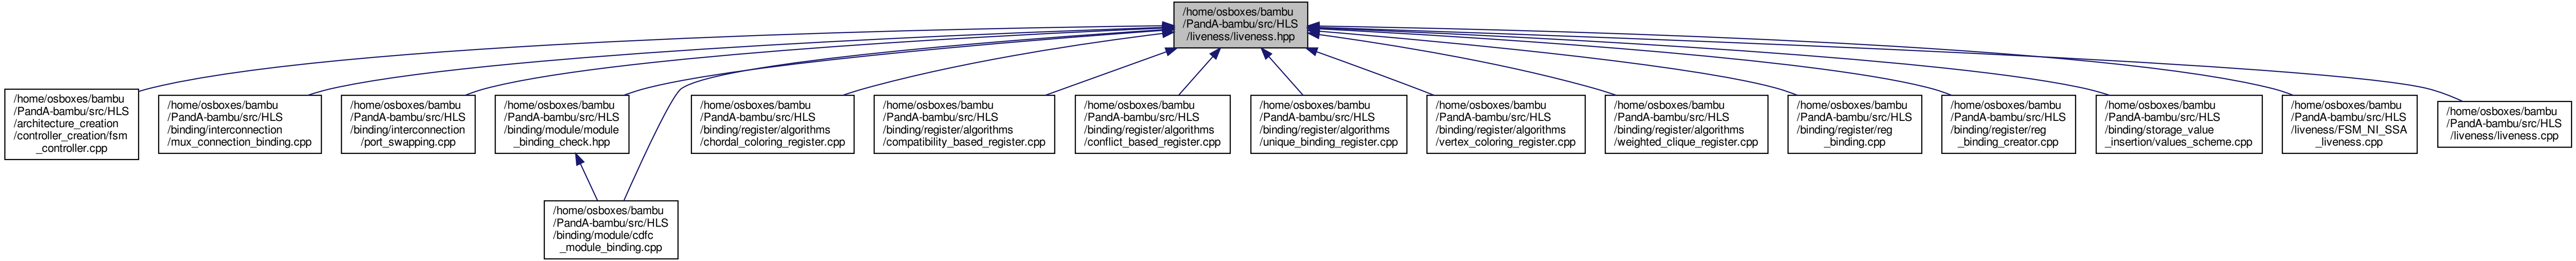 /home/osboxes/bambu
/PandA-bambu/src/HLS
/liveness/liveness.hpp
/home/osboxes/bambu
/PandA-bambu/src/HLS
/architecture_creation
/controller_creation/fsm
_controller.cpp
/home/osboxes/bambu
/PandA-bambu/src/HLS
/binding/interconnection
/mux_connection_binding.cpp
/home/osboxes/bambu
/PandA-bambu/src/HLS
/binding/interconnection
/port_swapping.cpp
/home/osboxes/bambu
/PandA-bambu/src/HLS
/binding/module/module
_binding_check.hpp
/home/osboxes/bambu
/PandA-bambu/src/HLS
/binding/register/algorithms
/chordal_coloring_register.cpp
/home/osboxes/bambu
/PandA-bambu/src/HLS
/binding/register/algorithms
/compatibility_based_register.cpp
/home/osboxes/bambu
/PandA-bambu/src/HLS
/binding/register/algorithms
/conflict_based_register.cpp
/home/osboxes/bambu
/PandA-bambu/src/HLS
/binding/register/algorithms
/unique_binding_register.cpp
/home/osboxes/bambu
/PandA-bambu/src/HLS
/binding/register/algorithms
/vertex_coloring_register.cpp
/home/osboxes/bambu
/PandA-bambu/src/HLS
/binding/register/algorithms
/weighted_clique_register.cpp
/home/osboxes/bambu
/PandA-bambu/src/HLS
/binding/register/reg
_binding.cpp
/home/osboxes/bambu
/PandA-bambu/src/HLS
/binding/register/reg
_binding_creator.cpp
/home/osboxes/bambu
/PandA-bambu/src/HLS
/binding/storage_value
_insertion/values_scheme.cpp
/home/osboxes/bambu
/PandA-bambu/src/HLS
/liveness/FSM_NI_SSA
_liveness.cpp
/home/osboxes/bambu
/PandA-bambu/src/HLS
/liveness/liveness.cpp
/home/osboxes/bambu
/PandA-bambu/src/HLS
/binding/module/cdfc
_module_binding.cpp